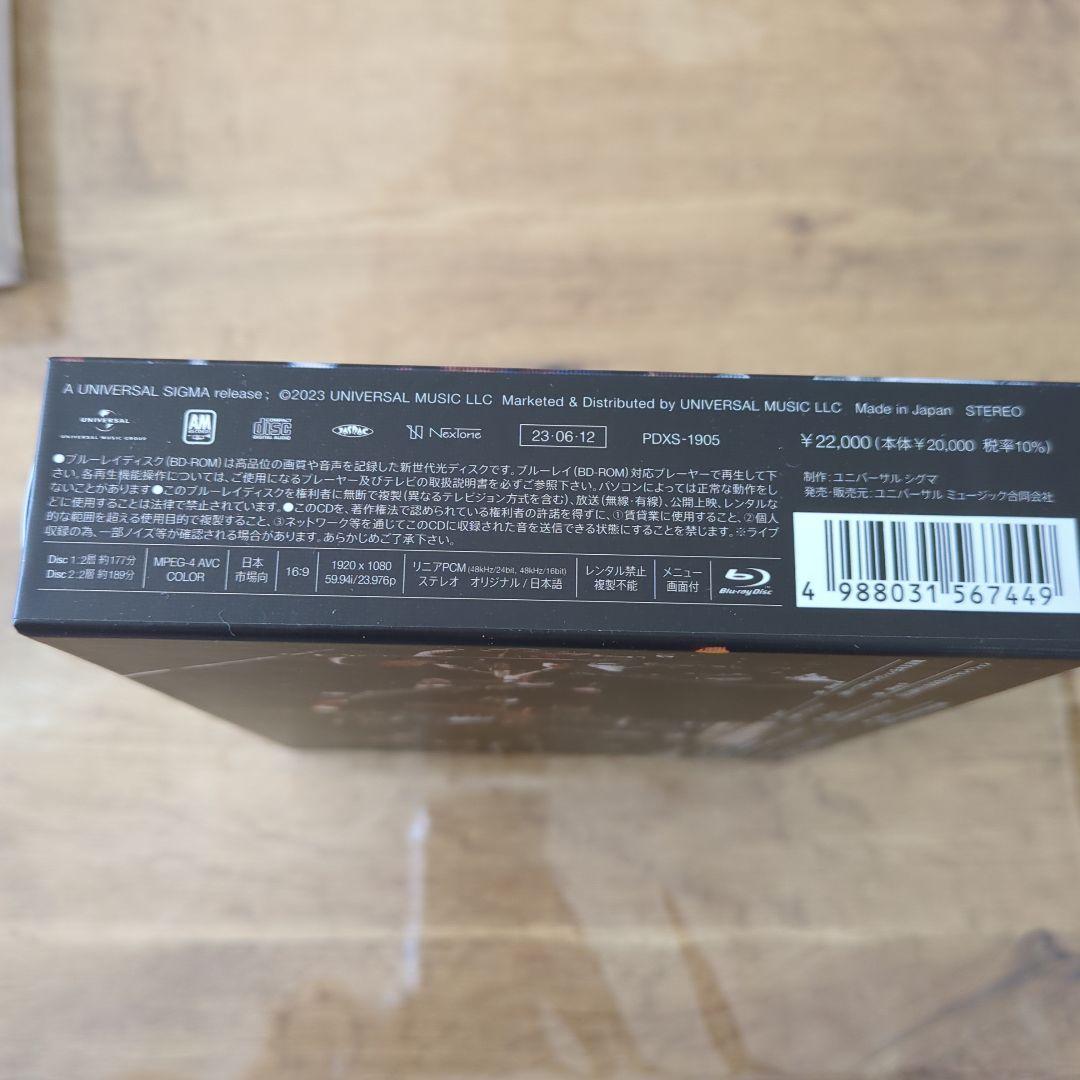 A UNIVERSAL SIGMA release; ©2023 UNIVERSAL MUSIC LLC Marketed & Distributed by UNIVERSAL MUSIC LLC Made in Japan STEREO
UNIVERSAL
UNIVERSAL MUSIC GROUP
AM
COMPACT disc DIGITAL AUDIO
NexTone
23・06・12
PDXS-1905
¥22,000(本体¥20,000 税率10%)
●ブルーレイディスク(BD-ROM)は高品位の画質や音声を記録した新世代光ディスクです。ブルーレイ(BD-ROM)対応プレーヤーで再生して下
さい。各再生機能操作については、ご使用になるプレーヤー及びテレビの取扱説明書を必ずご参照下さい。パソコンによっては正常な動作をし
ないことがあります●このブルーレイディスクを権利者に無断で複製(異なるテレビジョン方式を含む)、放送(無線・有線)、公開上映、レンタルな
どに使用することは法律で禁止されています。●このCDを、著作権法で認められている権利者の許諾を得ずに、①賃貸業に使用すること、②個人
的な範囲を超える使用目的で複製すること、③ネットワーク等を通じてこのCDに収録された音を送信できる状態にすることを禁じます。※ライブ
収録の為、一部ノイズ等が確認される場合があります。あらかじめご了承下さい。
制作:ユニバーサル シグマ
発売・販売元:ユニバーサル ミュージック合同会社
Disc 1:2層 約177分
Disc 2:2層 約189分
MPEG-4 AVC
COLOR
日本
市場向
16:9
1920 x 1080
59.94i/23.976p
リニアPCM(48kHz/24bit, 48kHz/16bit)
ステレオ オリジナル/日本語
レンタル禁止
複製不能
メニュー
画面付
Blu-ray Disc
4 988031 567449